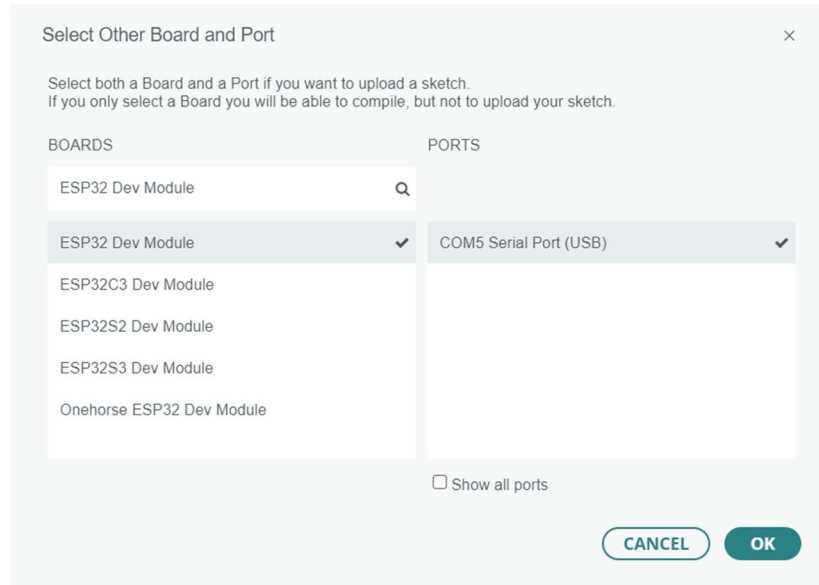 Select Other Board and Port
Select both a Board and a Port if you want to upload a sketch.
If you only select a Board you will be able to compile, but not to upload your sketch.
BOARDS
PORTS
ESP32 Dev Module
ESP32 Dev Module
COM5 Serial Port (USB)
ESP32C3 Dev Module
ESP32S2 Dev Module
ESP32S3 Dev Module
Onehorse ESP32 Dev Module
Show all ports
CANCEL
OK